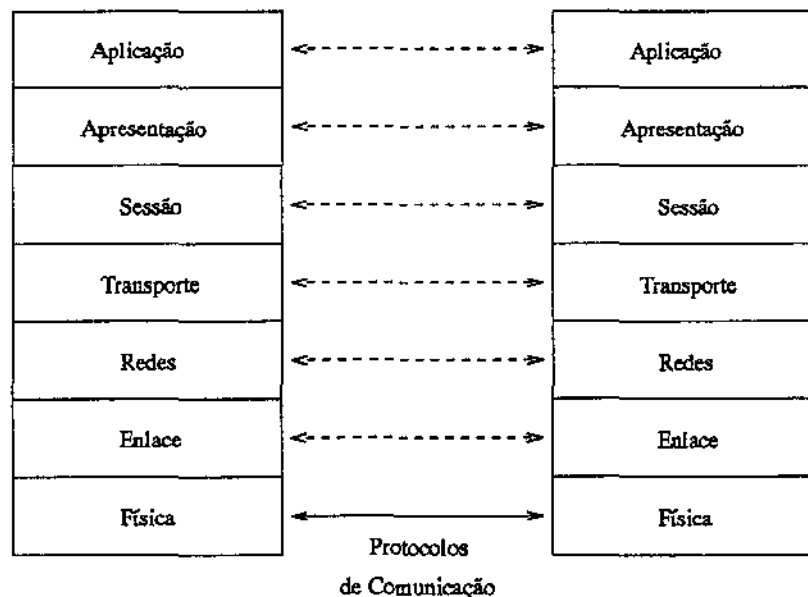 Aplicação Aplicação
Apresentação Apresentação
Sessão Sessão
Transporte Transporte
Redes Redes
Enlace Enlace
Física Física
Protocolos
de Comunicação